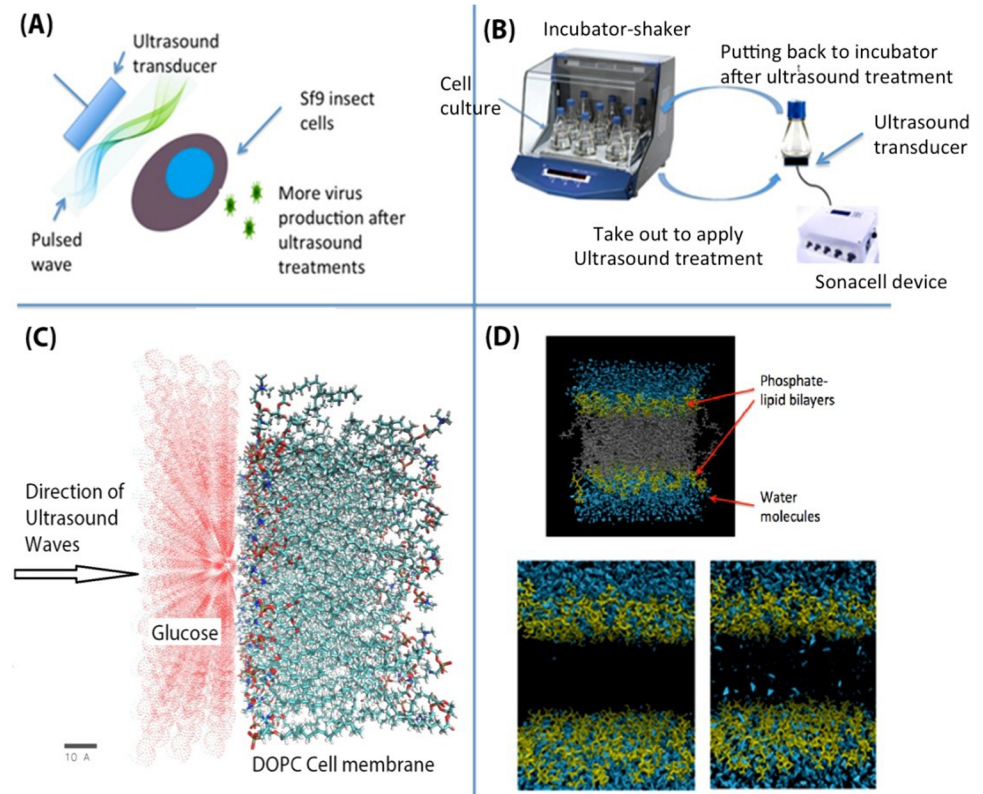 (A)
Ultrasound
transducer
Sf9 insect
cells
More virus
production after
ultrasound
treatments
Pulsed
wave
(B)
Incubator-shaker
Cell
culture
Putting back to incubator
after ultrasound treatment
Ultrasound
transducer
Take out to apply
Ultrasound treatment
Sonacell device
(C)
Direction of
Ultrasound
Waves
Glucose
10 A
DOPC Cell membrane
(D)
Phosphate-
lipid bilayers
Water
molecules